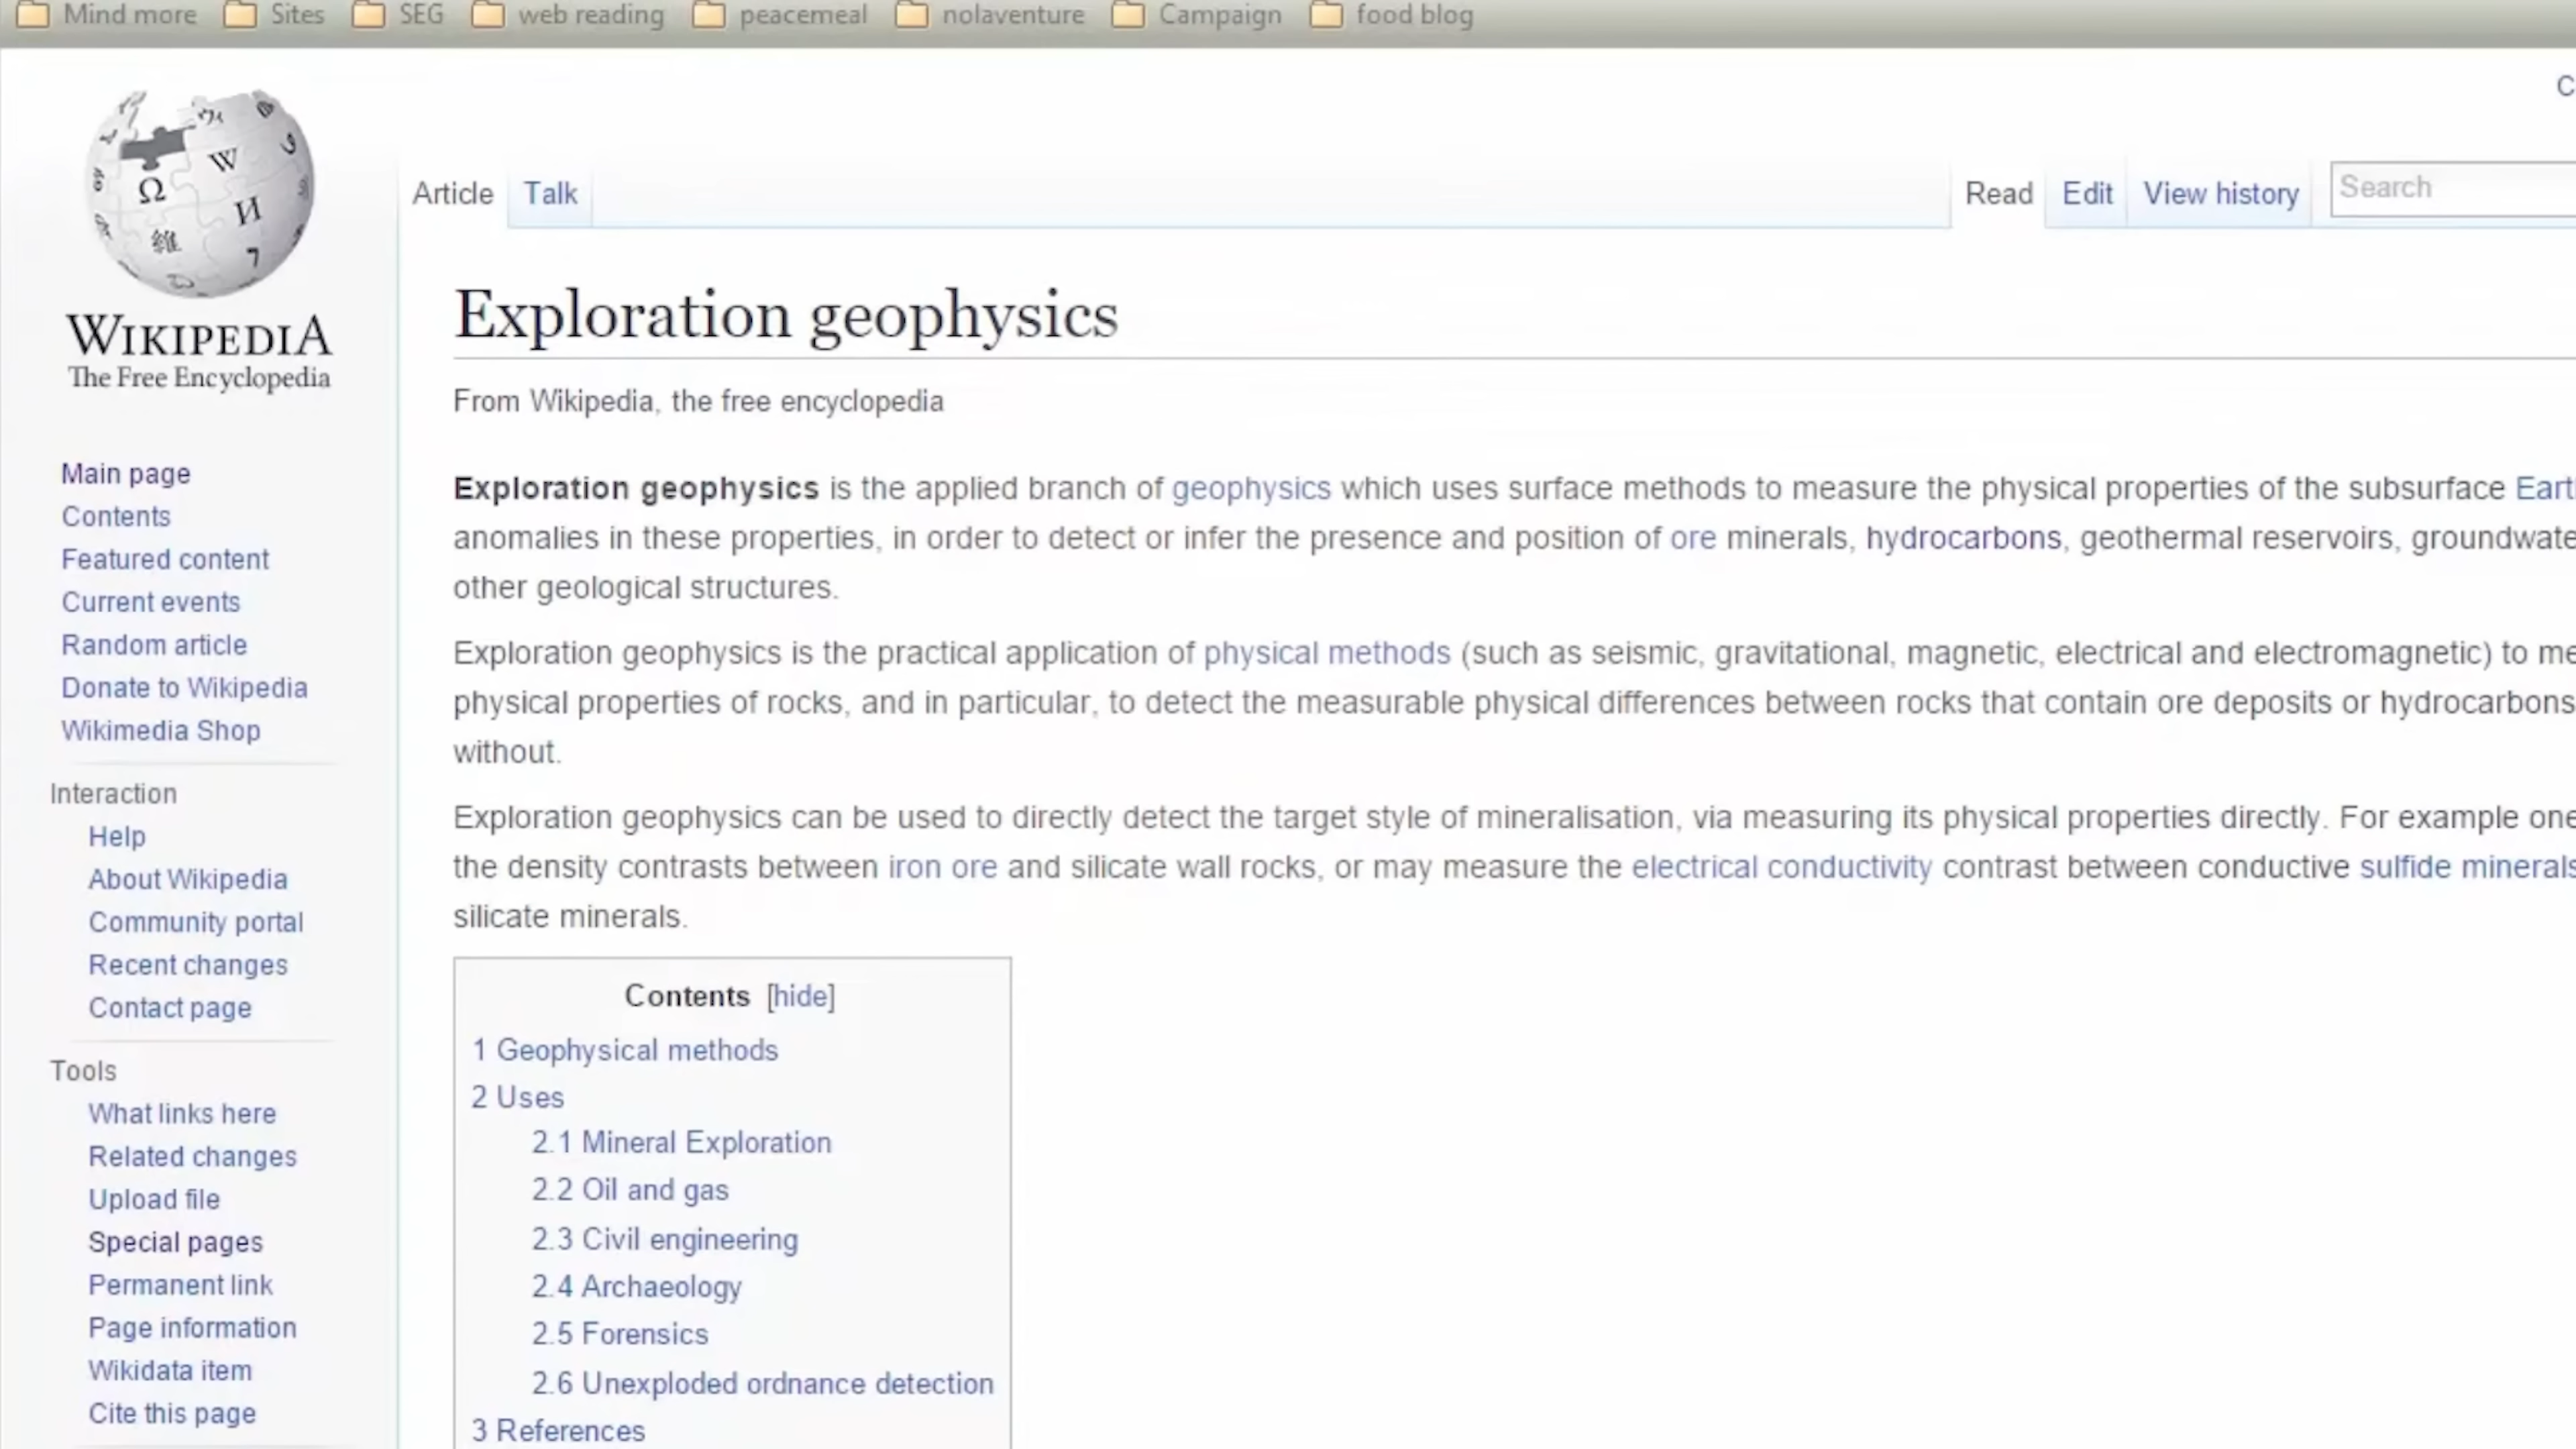 Mind more Sites SEG web reading peacemeal nolaventure Campaign food blog
Article Talk Read Edit View history Search
WIKIPEDIA
The Free Encyclopedia
Main page
Contents
Featured content
Current events
Random article
Donate to Wikipedia
Wikimedia Shop
Interaction
Help
About Wikipedia
Community portal
Recent changes
Contact page
Tools
What links here
Related changes
Upload file
Special pages
Permanent link
Page information
Wikidata item
Cite this page
Exploration geophysics
From Wikipedia, the free encyclopedia
Exploration geophysics is the applied branch of geophysics which uses surface methods to measure the physical properties of the subsurface
anomalies in these properties, in order to detect or infer the presence and position of ore minerals, hydrocarbons, geothermal reservoirs,
other geological structures.
Exploration geophysics is the practical application of physical methods (such as seismic, gravitational, magnetic, electrical and electromagnetic) to
physical properties of rocks, and in particular, to detect the measurable physical differences between rocks that contain ore deposits or hydrocarbons
without.
Exploration geophysics can be used to directly detect the target style of mineralisation, via measuring its physical properties directly. For example one
the density contrasts between iron ore and silicate wall rocks, or may measure the electrical conductivity contrast between conductive sulfide minerals
silicate minerals.
Contents [hide]
1 Geophysical methods
2 Uses
2.1 Mineral Exploration
2.2 Oil and gas
2.3 Civil engineering
2.4 Archaeology
2.5 Forensics
2.6 Unexploded ordnance detection
3 References